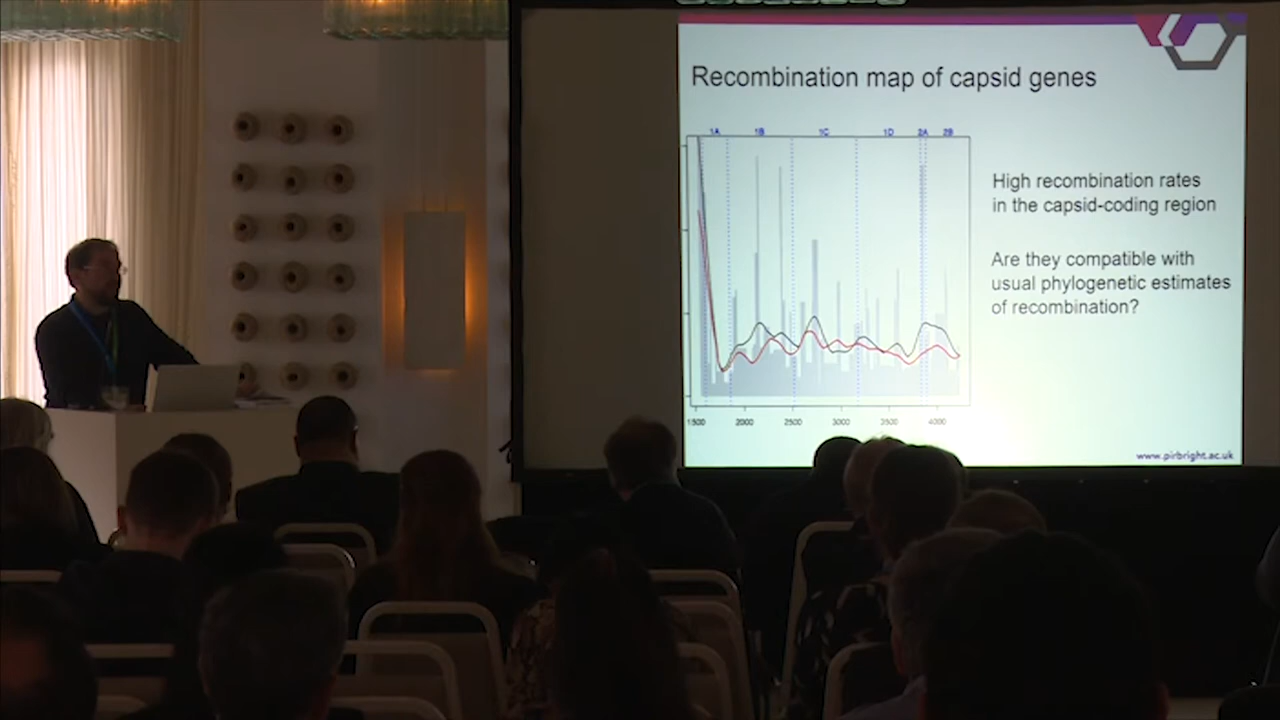 Recombination map of capsid genes
1A 1B 1C 1D 2A 2B
High recombination rates
in the capsid-coding region
Are they compatible with
usual phylogenetic estimates
of recombination?
1500 2000 2500 3000 3500 4000
www.pirbright.ac.uk